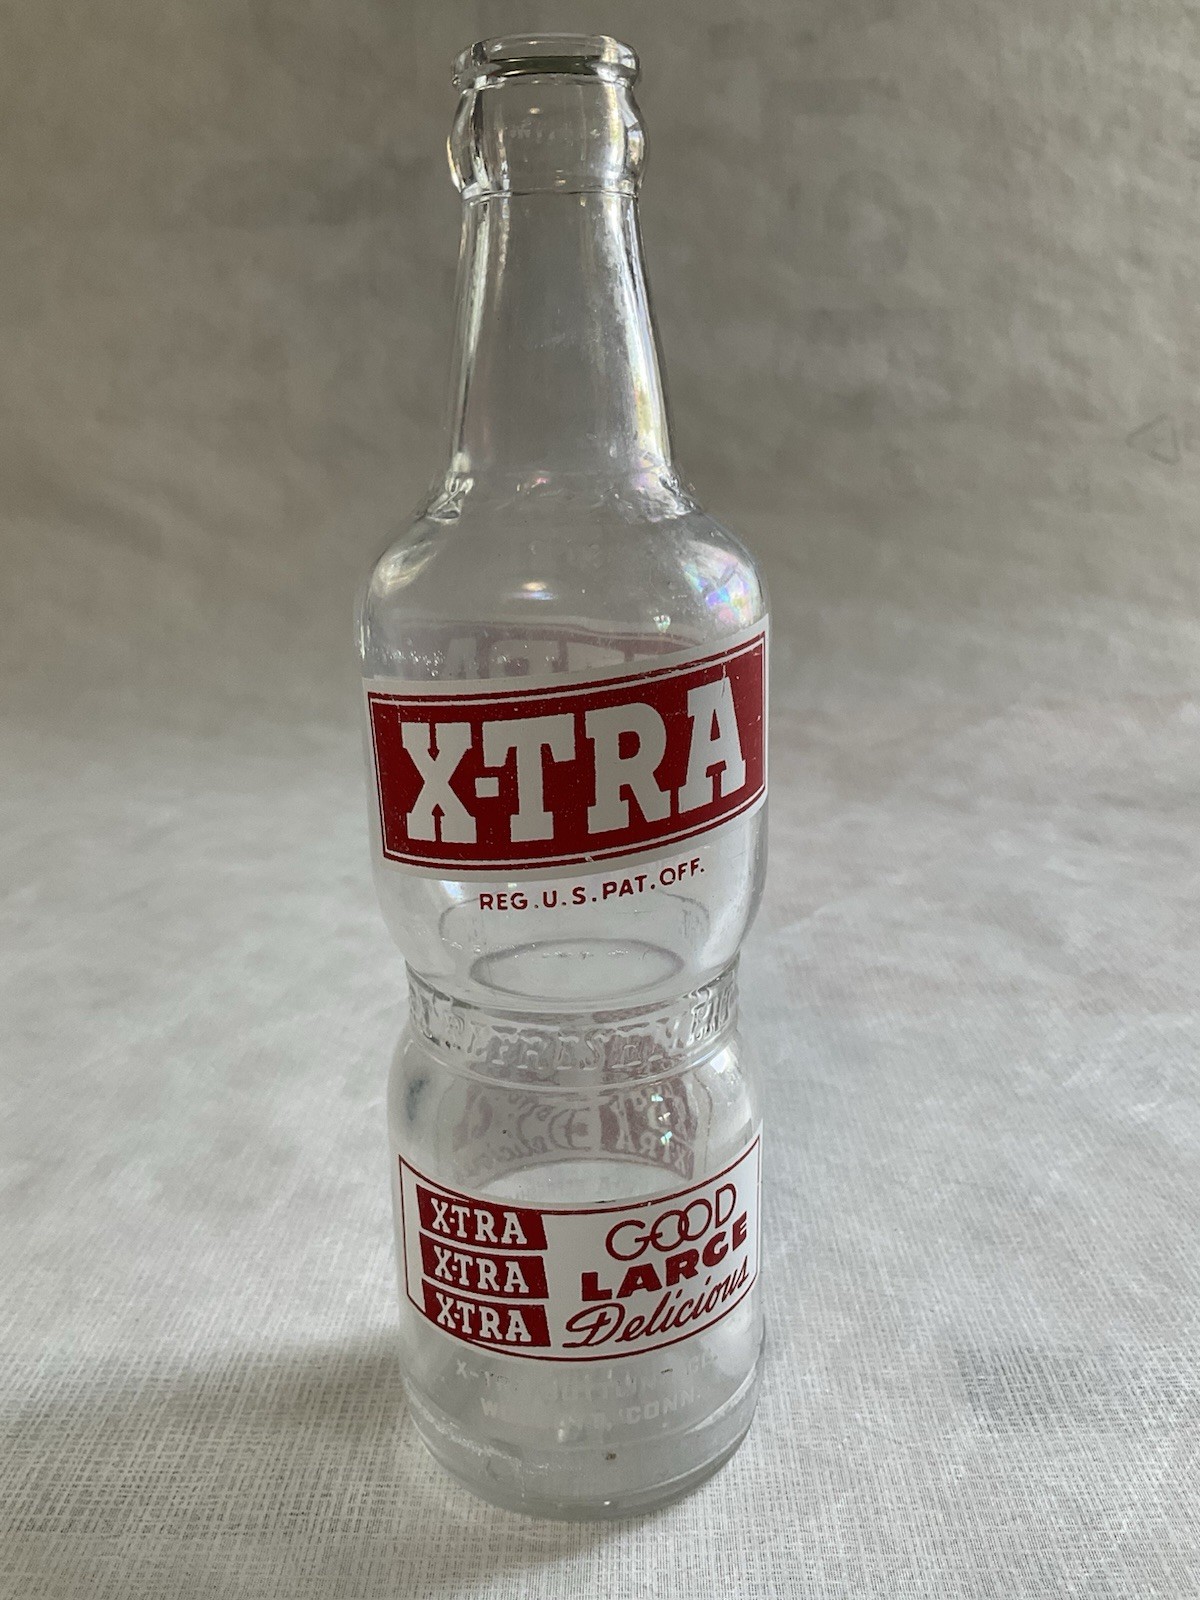 X-TRA
REG. U.S. PAT. OFF.
X-TRA
X-TRA
X-TRA
GOOD
LARGE
Delicious
CONN.